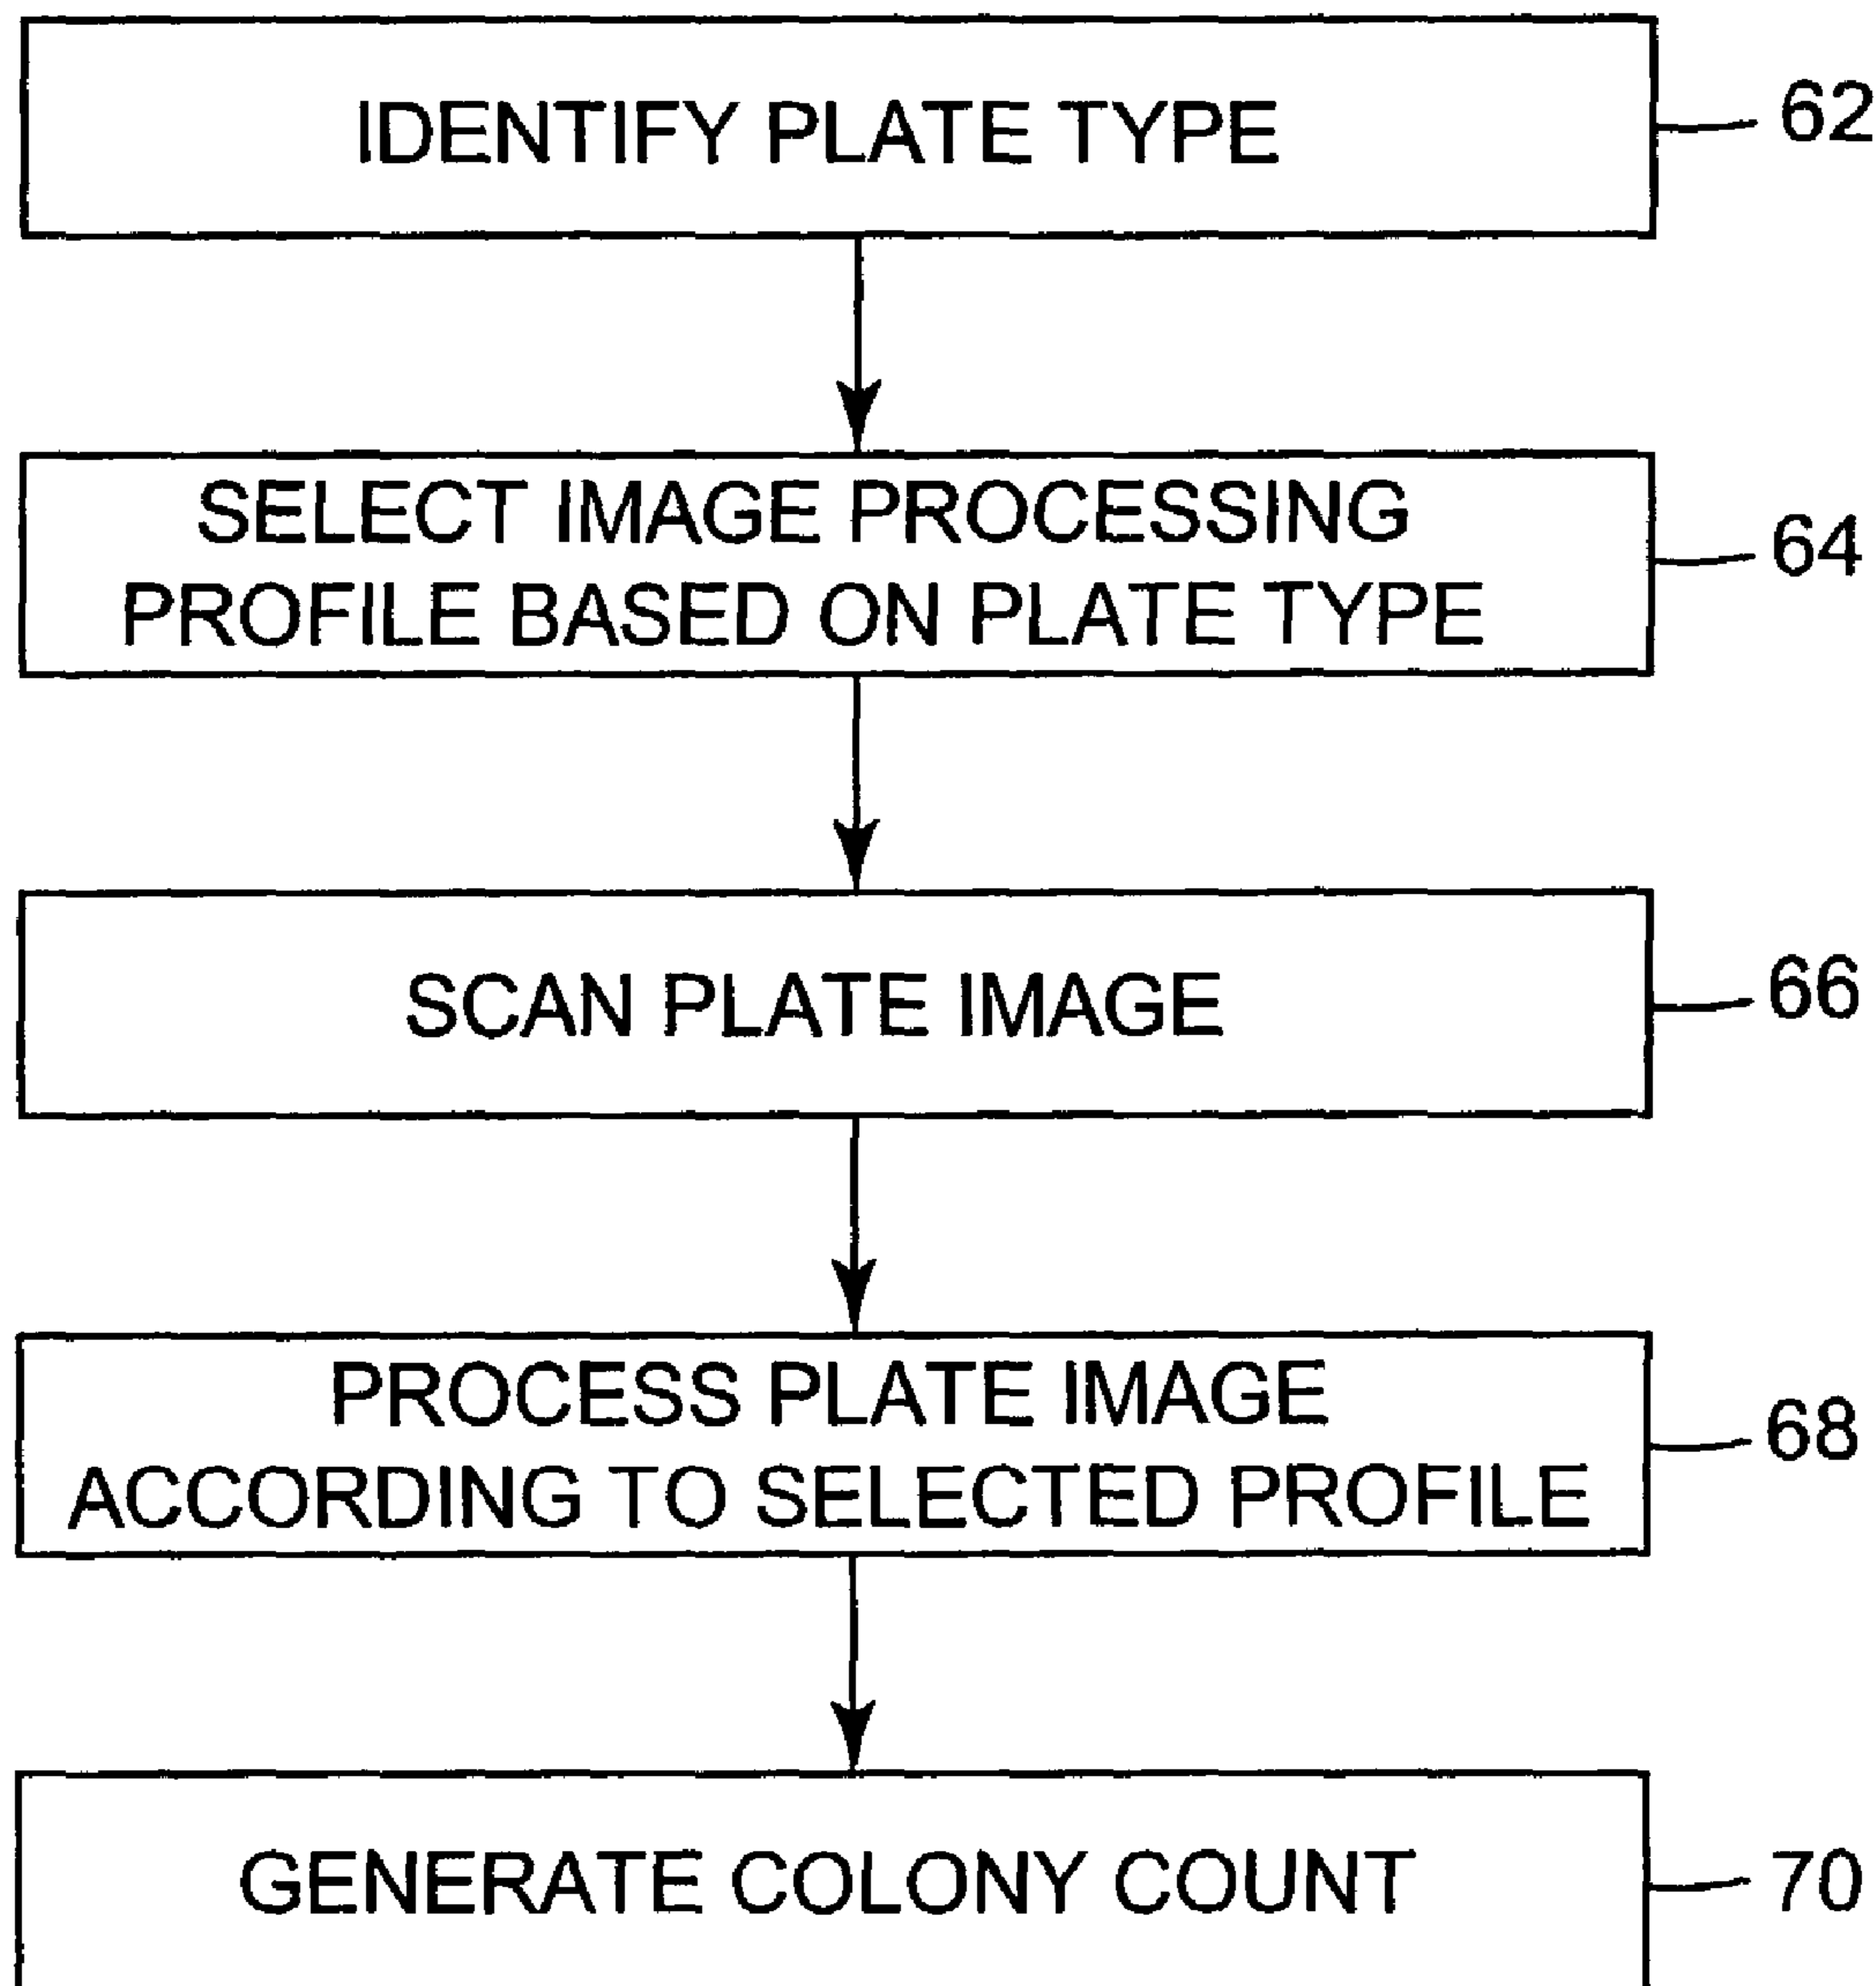 IDENTIFY PLATE TYPE
62
SELECT IMAGE PROCESSING
PROFILE BASED ON PLATE TYPE
64
SCAN PLATE IMAGE
66
PROCESS PLATE IMAGE
ACCORDING TO SELECTED PROFILE
68
GENERATE COLONY COUNT
70